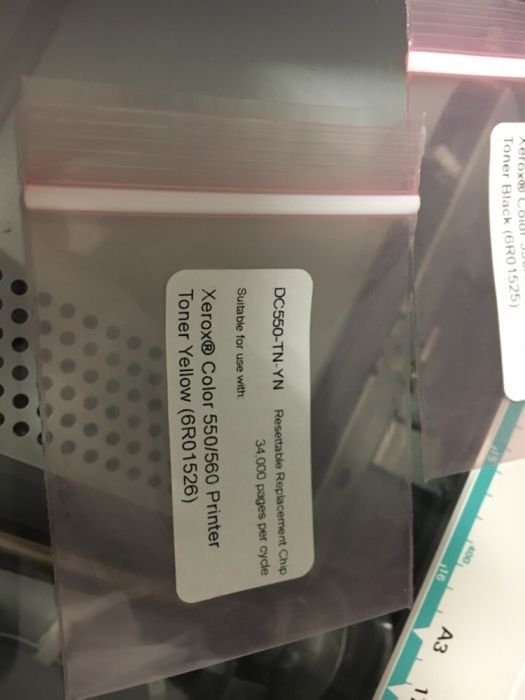 DC550-TN-YN Resettable Replacement Chip
34,000 pages per cycle
Suitable for use with:
Xerox® Color 550/560 Printer
Toner Yellow (6R01526)
Xerox® Color
Toner Black (6R01525)
400
A3